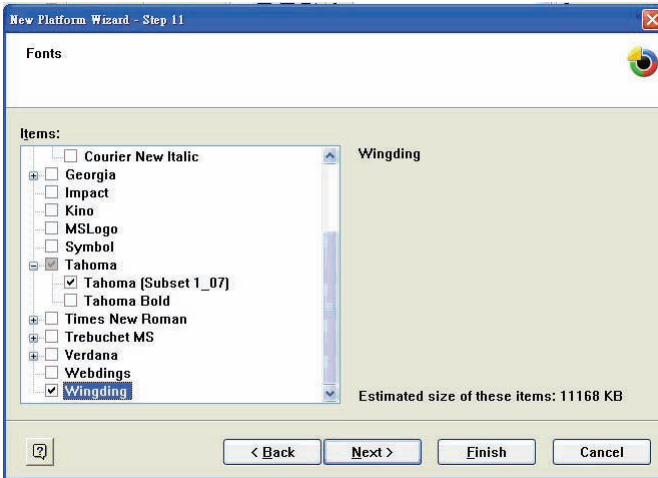 New Platform Wizard - Step 11
Fonts
Items:
Courier New Italic
Georgia
Impact
Kino
MSLogo
Symbol
Tahoma
Tahoma (Subset 1_07)
Tahoma Bold
Times New Roman
Trebuchet MS
Verdana
Webdings
Wingding
Wingding
Estimated size of these items: 11168 KB
< Back Next > Finish Cancel